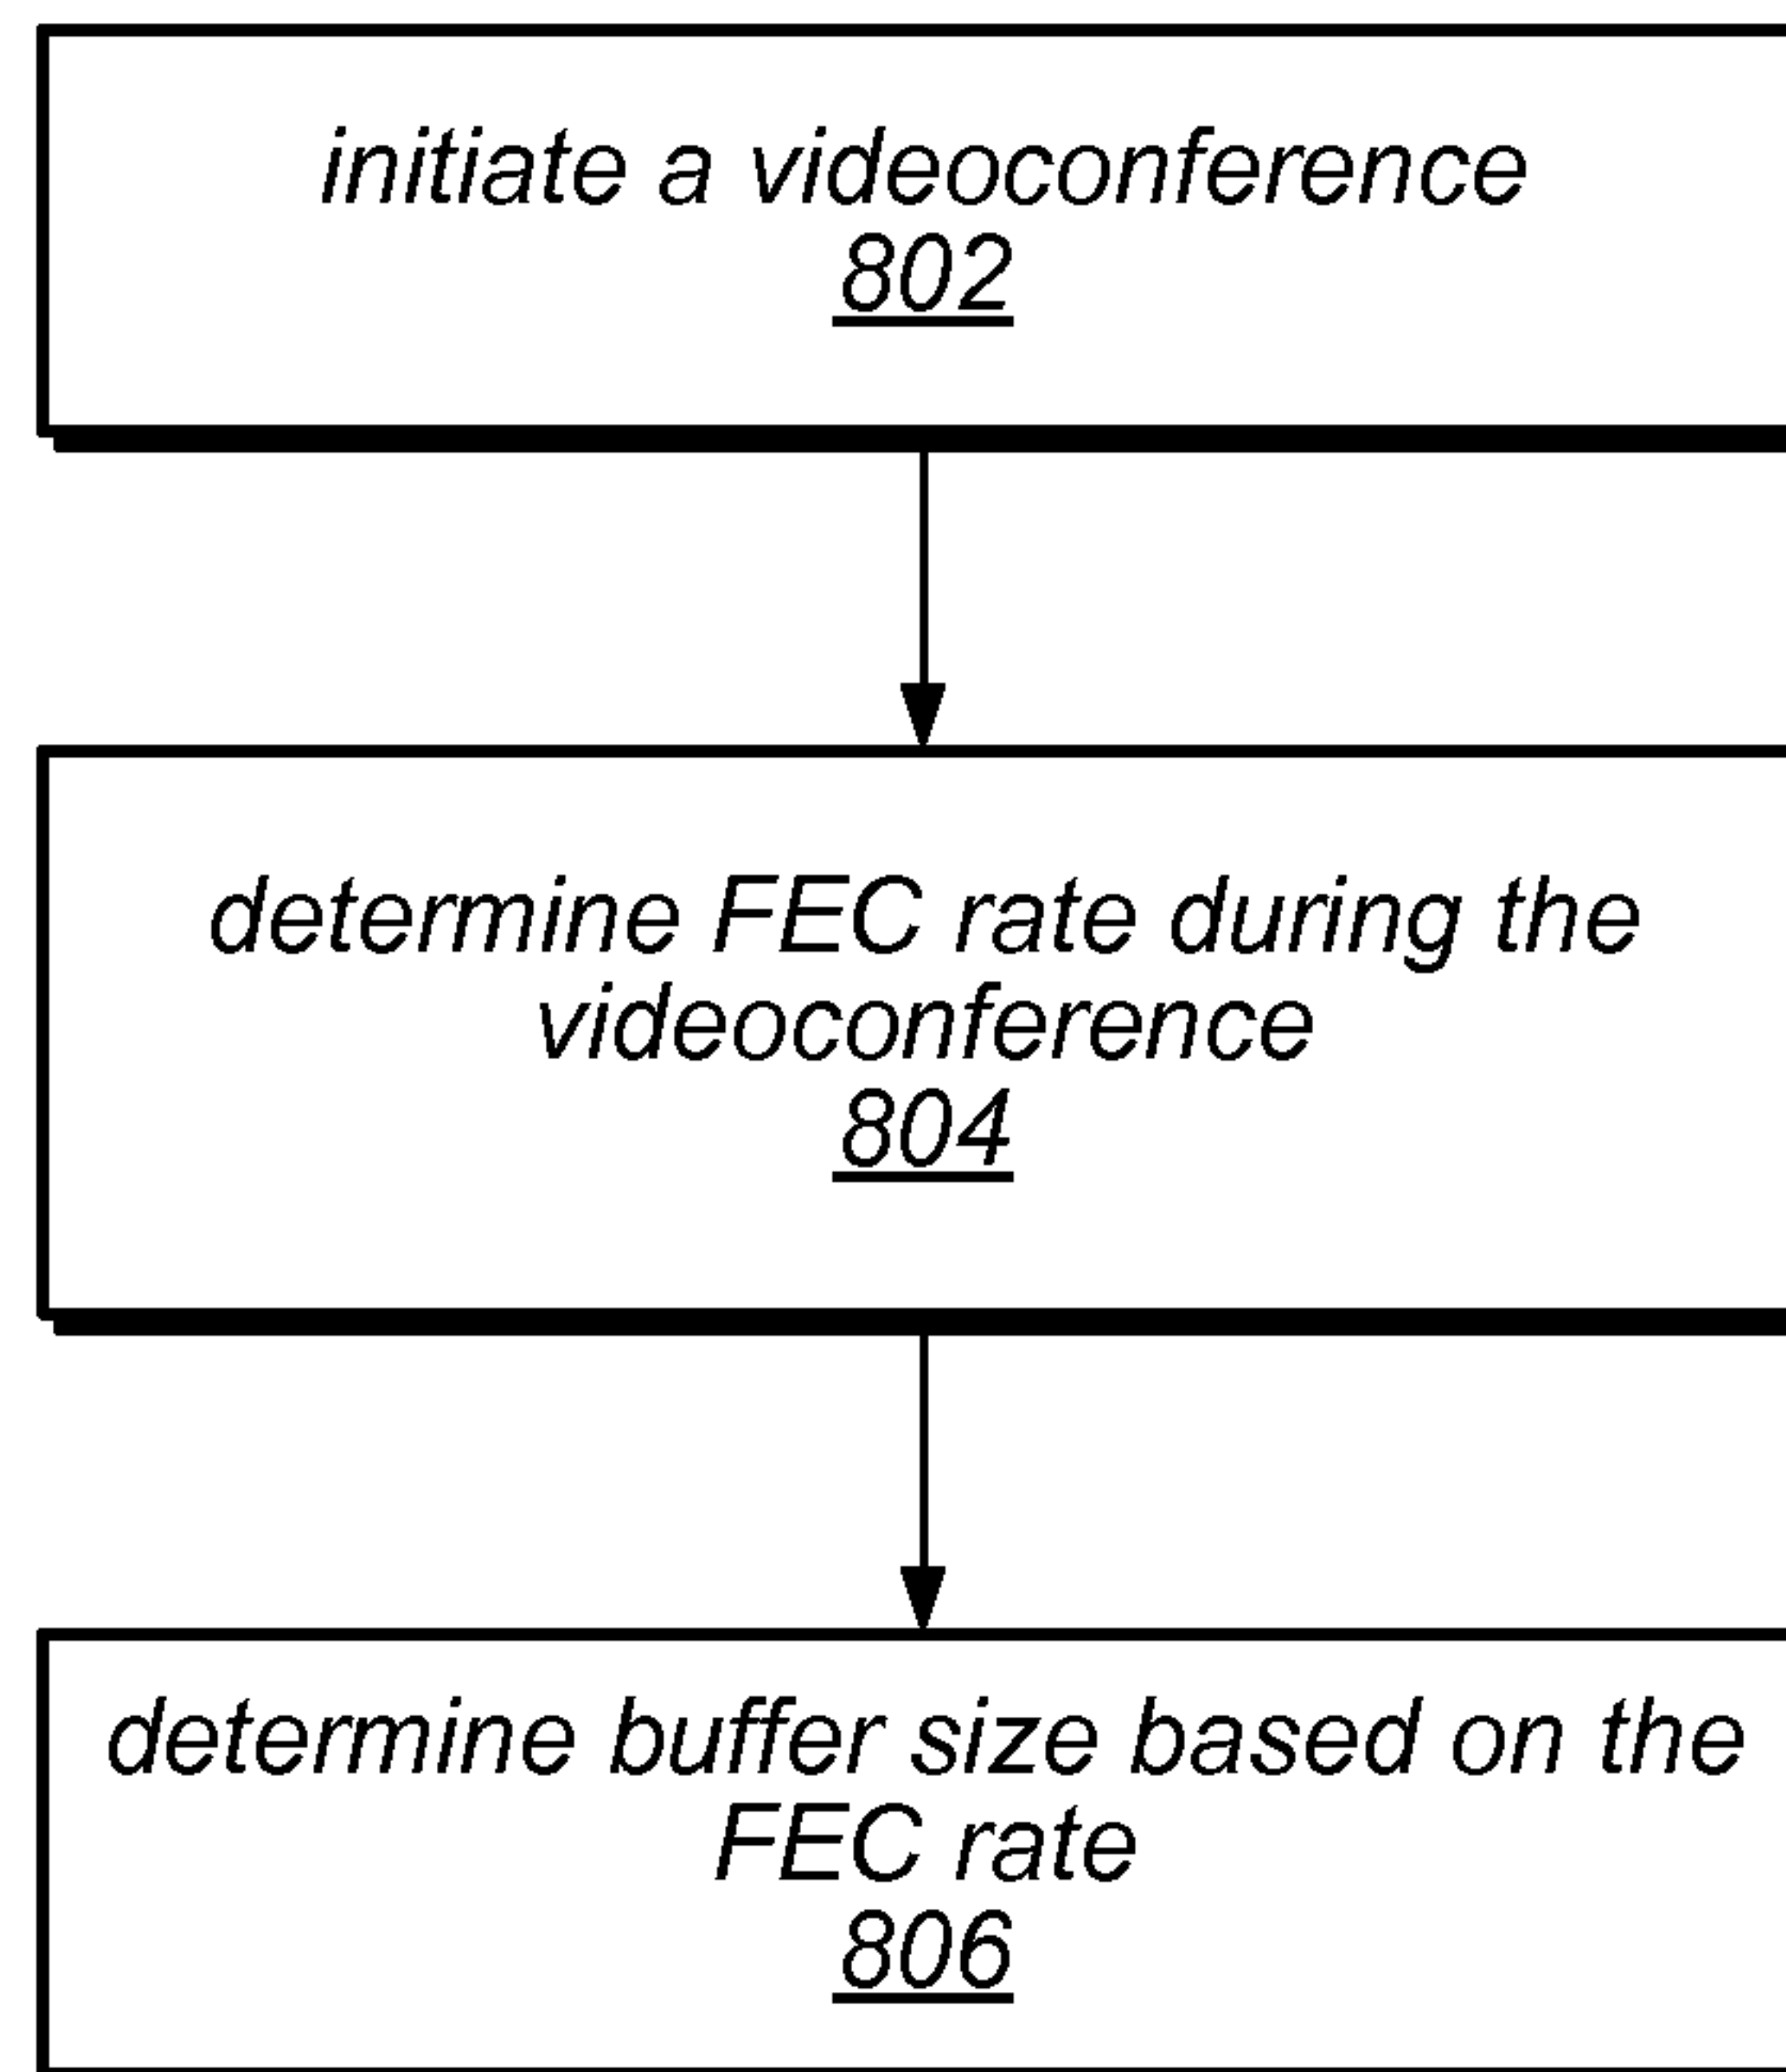 initiate a videoconference
802
determine FEC rate during the
videoconference
804
determine buffer size based on the
FEC rate
806